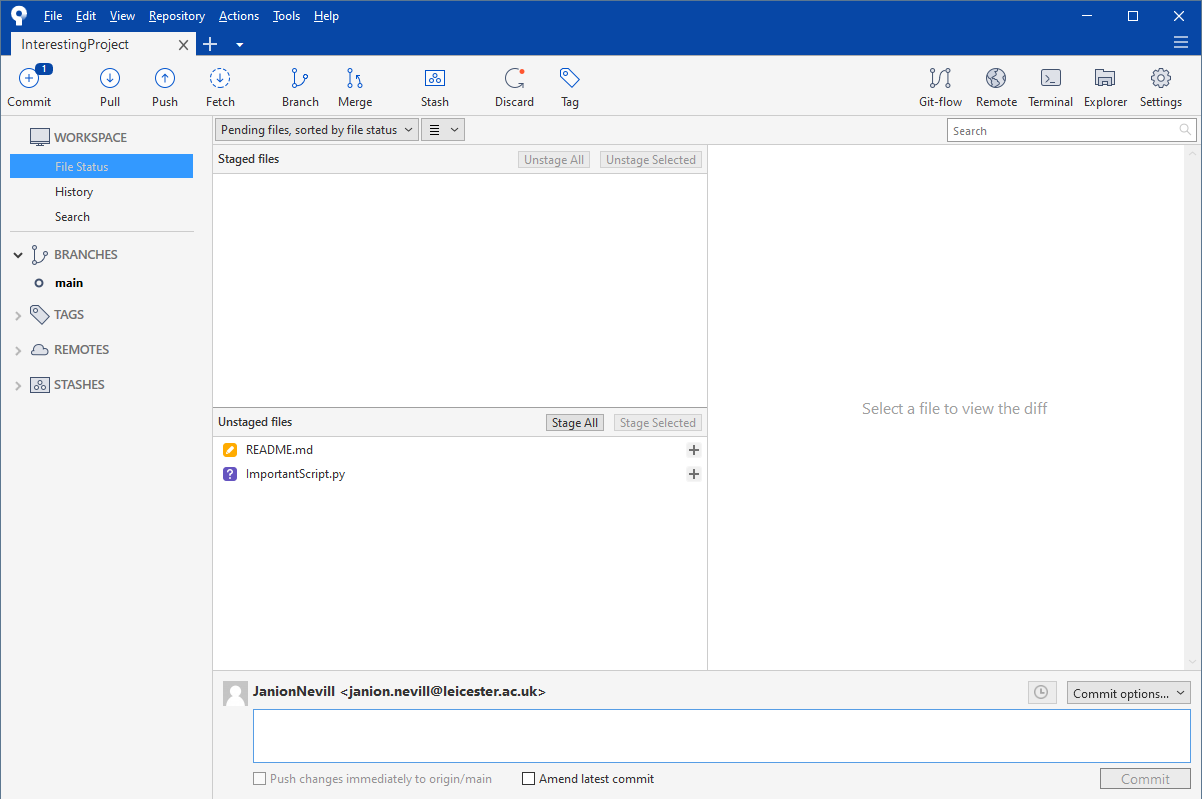 File Edit View Repository Actions Tools Help
InterestingProject
1
Commit Pull Push Fetch Branch Merge Stash Discard Tag Git-flow Remote Terminal Explorer Settings
WORKSPACE
File Status
History
Search
BRANCHES
main
TAGS
REMOTES
STASHES
Pending files, sorted by file status
Search
Staged files Unstage All Unstage Selected
Unstaged files Stage All Stage Selected
README.md
? ImportantScript.py
Select a file to view the diff
JanionNevill <janion.nevill@leicester.ac.uk>
Commit options...
Push changes immediately to origin/main Amend latest commit
Commit